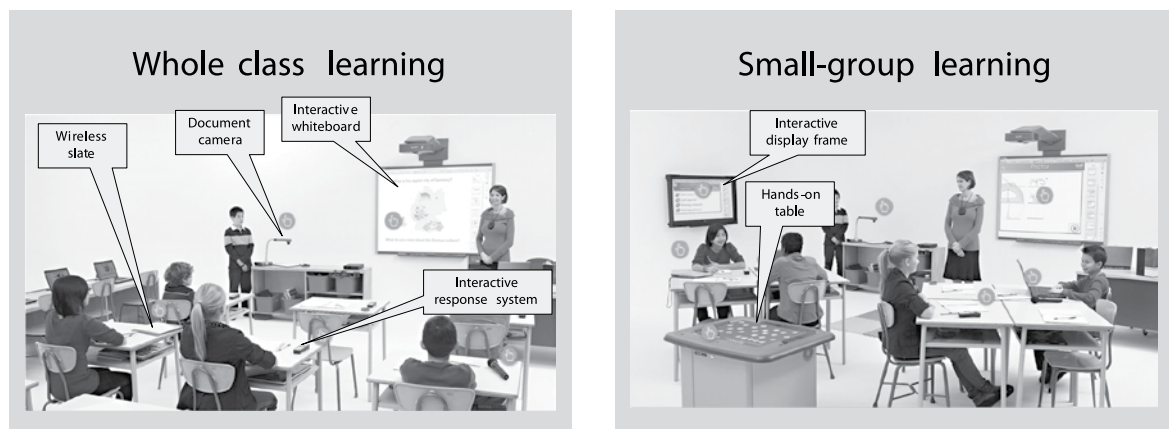 Whole class learning
Wireless
slate
Document
camera
Interactive
whiteboard
Interactive
response system
Small-group learning
Interactive
display frame
Hands-on
table